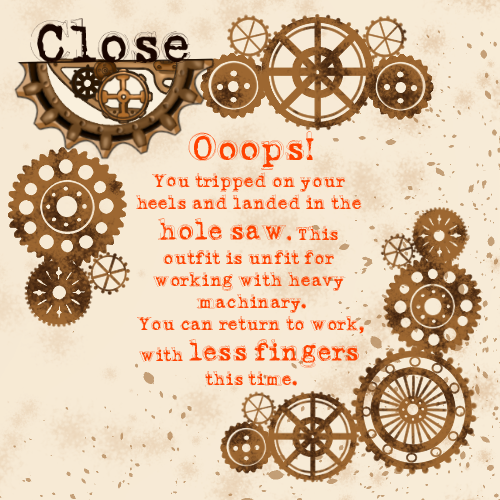 Close
Ooops!
You tripped on your
heels and landed in the
hole saw. This
outfit is unfit for
working with heavy
machinary.
You can return to work,
with less fingers
this time.